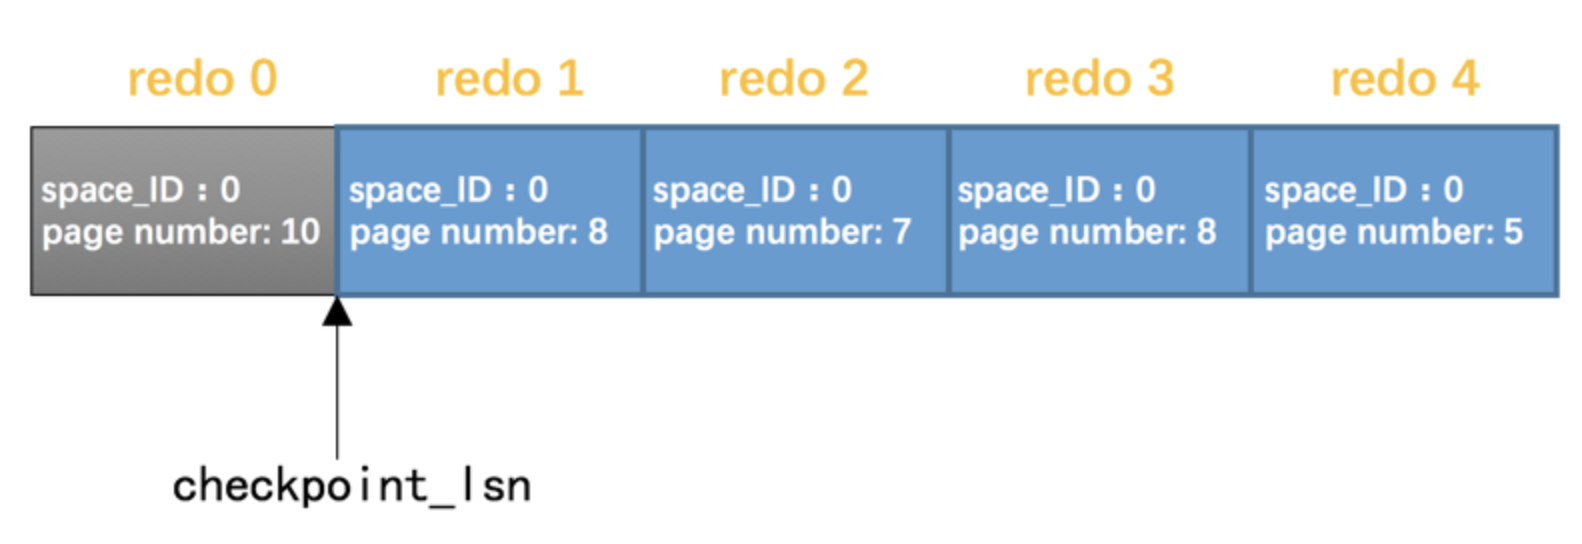 redo 0 redo 1 redo 2 redo 3 redo 4
space_ID：0 space_ID：0 space_ID：0 space_ID：0 space_ID：0
page number: 10 page number: 8 page number: 7 page number: 8 page number: 5
checkpoint_lsn